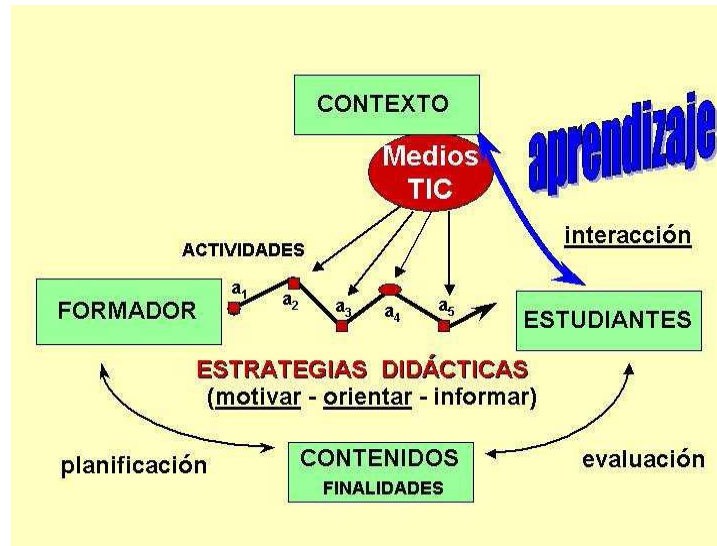 CONTEXTO
aprendizaje
Medios
TIC
interacción
ACTIVIDADES
a1
a2
a3
a4
a5
FORMADOR
ESTUDIANTES
ESTRATEGIAS DIDÁCTICAS
(motivar - orientar - informar)
planificación
CONTENIDOS
FINALIDADES
evaluación